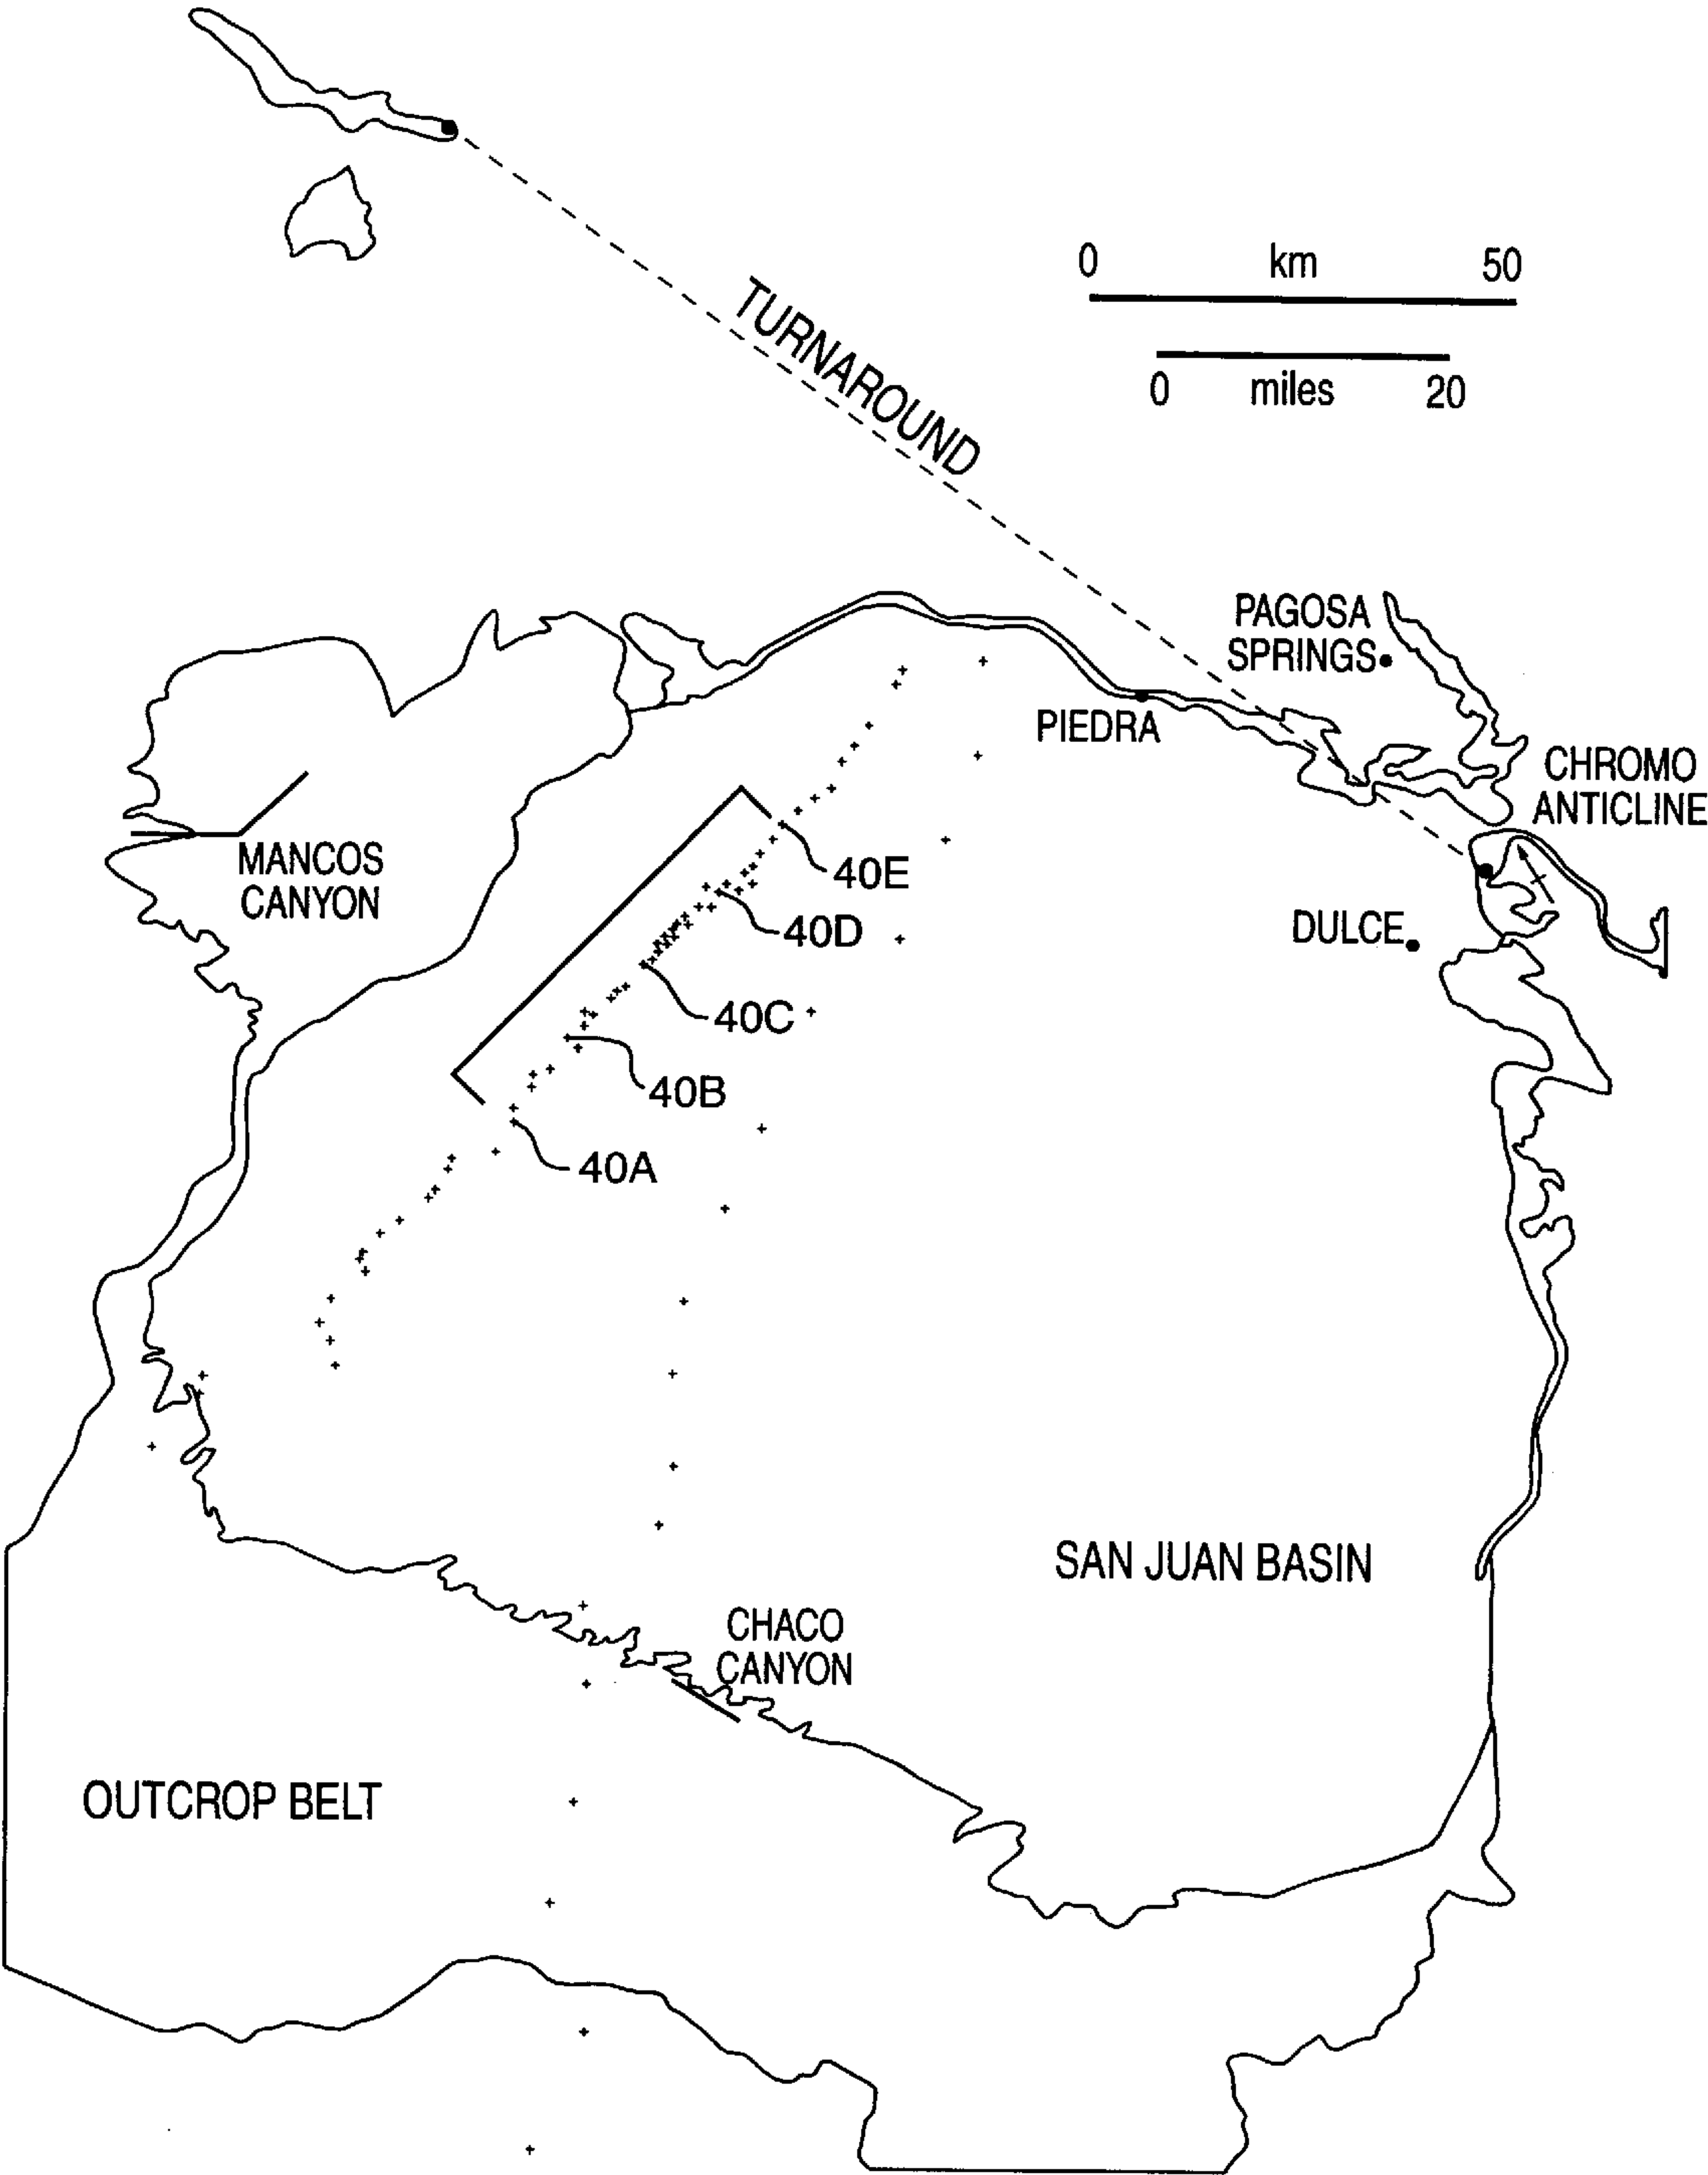 0 km 50
0 miles 20
TURNAROUND
PAGOSA
SPRINGS
PIEDRA
CHROMO
ANTICLINE
MANCOS
CANYON
40E
40D
DULCE
40C
40B
40A
SAN JUAN BASIN
CHACO
CANYON
OUTCROP BELT